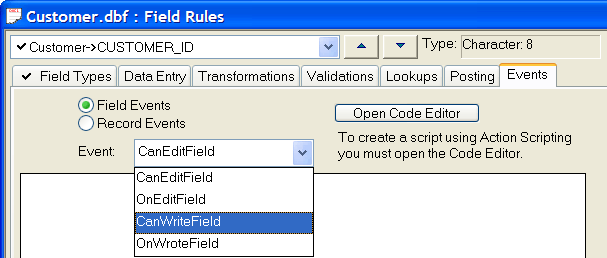 Customer.dbf : Field Rules
Customer->CUSTOMER_ID
Type: Character: 8
Field Types Data Entry Transformations Validations Lookups Posting Events
Field Events
Open Code Editor
Record Events
To create a script using Action Scripting
you must open the Code Editor.
Event: CanEditField
CanEditField
OnEditField
CanWriteField
OnWroteField